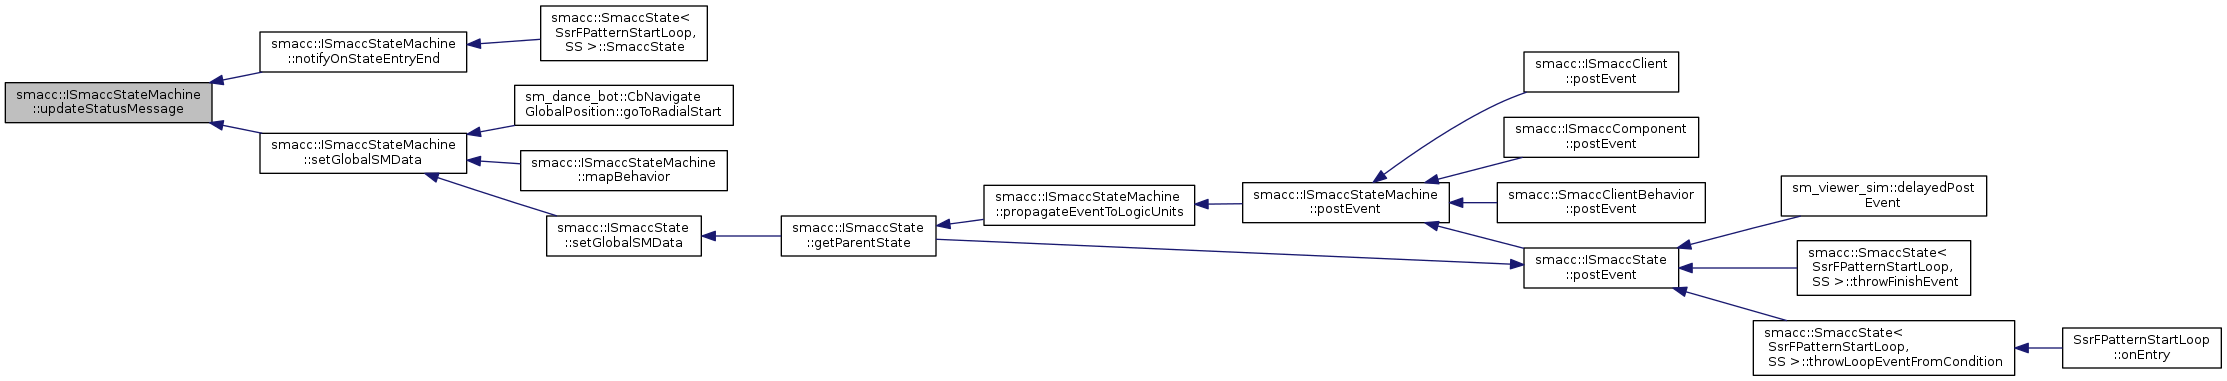 smacc::ISmaccStateMachine
::updateStatusMessage
smacc::ISmaccStateMachine
::notifyOnStateEntryEnd
smacc::SmaccState<
SsrFPatternStartLoop,
SS >::SmaccState
smacc::ISmaccStateMachine
::setGlobalSMData
sm_dance_bot::CbNavigate
GlobalPosition::goToRadialStart
smacc::ISmaccStateMachine
::mapBehavior
smacc::ISmaccState
::setGlobalSMData
smacc::ISmaccState
::getParentState
smacc::ISmaccStateMachine
::propagateEventToLogicUnits
smacc::ISmaccStateMachine
::postEvent
smacc::ISmaccClient
::postEvent
smacc::ISmaccComponent
::postEvent
smacc::SmaccClientBehavior
::postEvent
smacc::ISmaccState
::postEvent
sm_viewer_sim::delayedPost
Event
smacc::SmaccState<
SsrFPatternStartLoop,
SS >::throwFinishEvent
smacc::SmaccState<
SsrFPatternStartLoop,
SS >::throwLoopEventFromCondition
SsrFPatternStartLoop
::onEntry